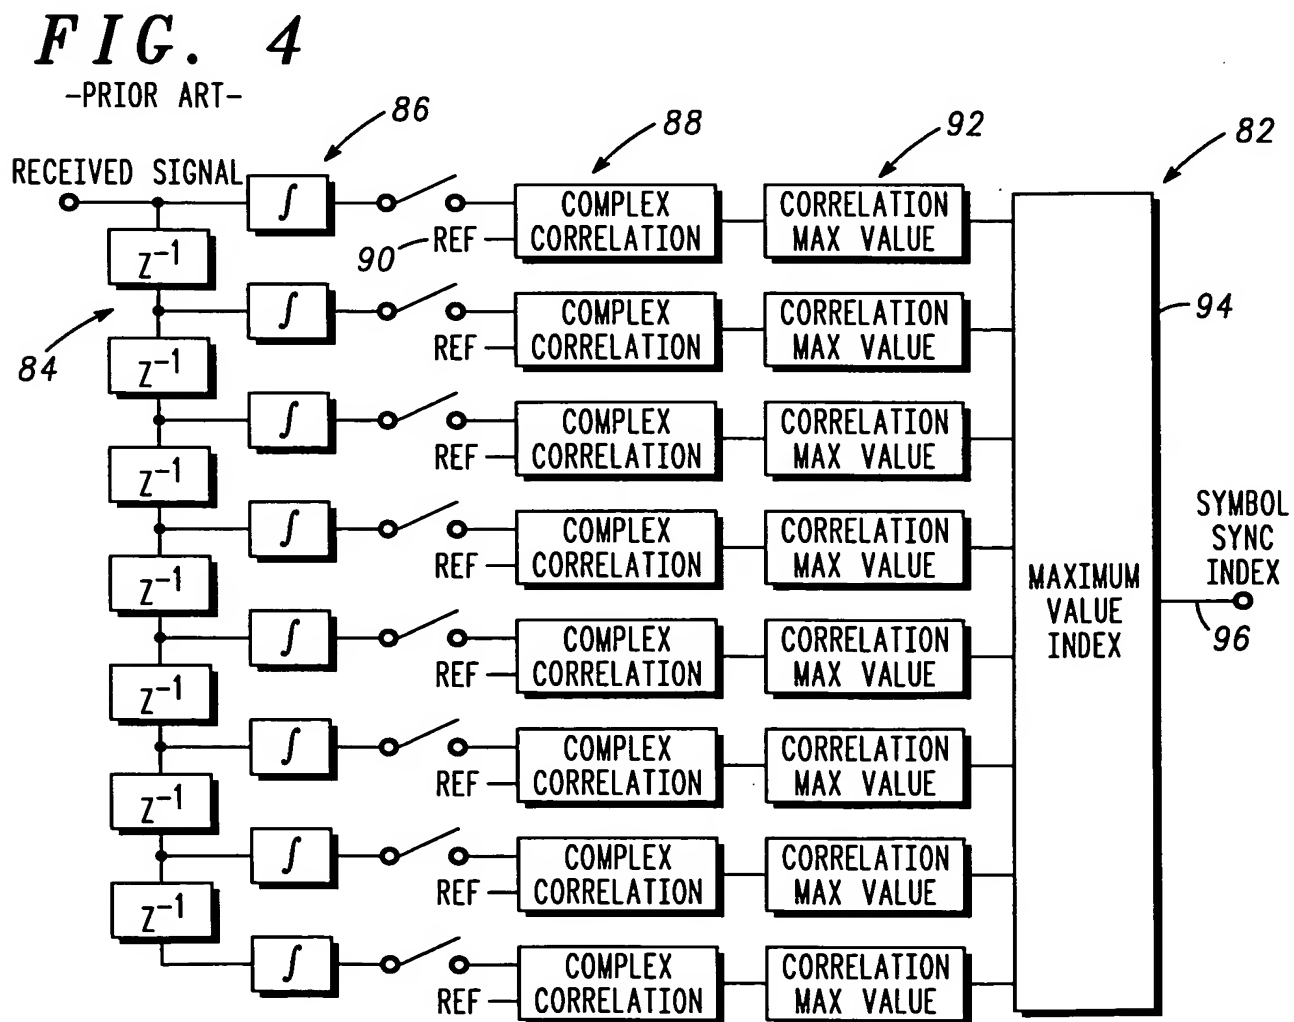 FIG. 4
-PRIOR ART-
86
88
92
82
RECEIVED SIGNAL
∫
COMPLEX
CORRELATION
CORRELATION
MAX VALUE
90
REF
Z⁻¹
84
∫
COMPLEX
CORRELATION
CORRELATION
MAX VALUE
94
REF
Z⁻¹
∫
COMPLEX
CORRELATION
CORRELATION
MAX VALUE
REF
Z⁻¹
∫
COMPLEX
CORRELATION
CORRELATION
MAX VALUE
REF
Z⁻¹
MAXIMUM
VALUE
INDEX
SYMBOL
SYNC
INDEX
96
∫
COMPLEX
CORRELATION
CORRELATION
MAX VALUE
REF
Z⁻¹
∫
COMPLEX
CORRELATION
CORRELATION
MAX VALUE
REF
Z⁻¹
∫
COMPLEX
CORRELATION
CORRELATION
MAX VALUE
REF
Z⁻¹
∫
COMPLEX
CORRELATION
CORRELATION
MAX VALUE
REF